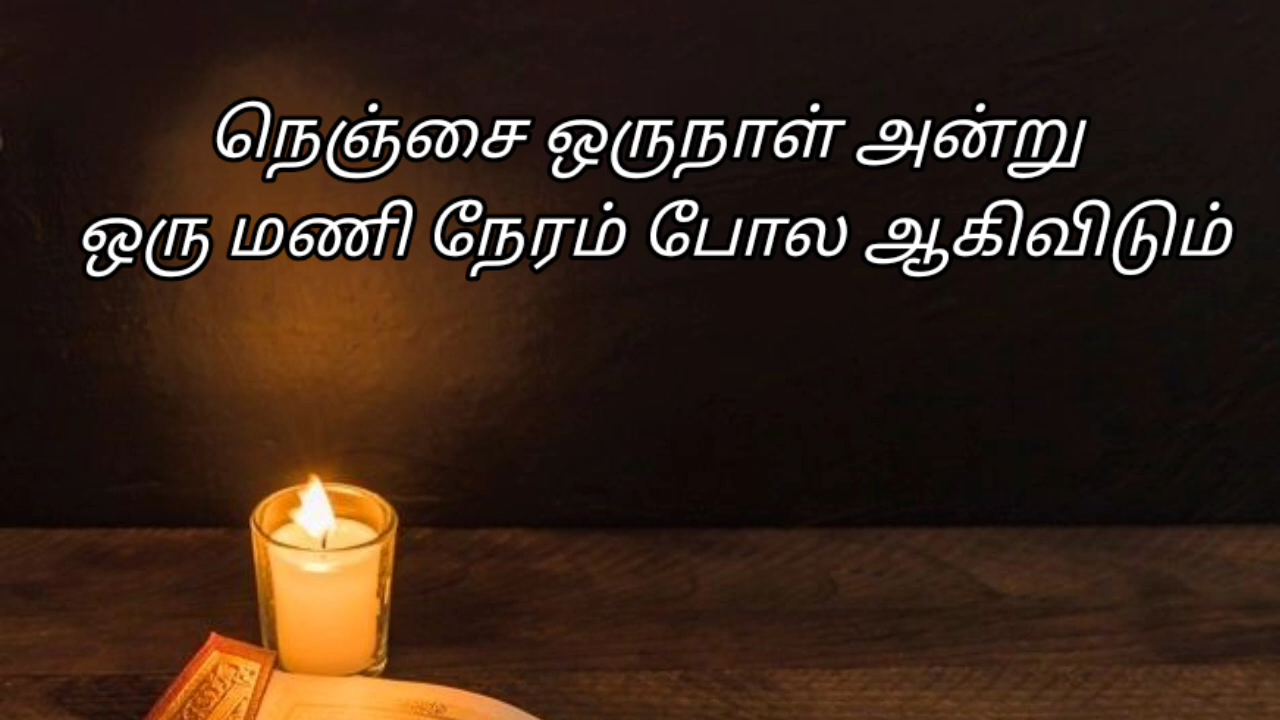 நெஞ்சை ஒருநாள் அன்று
ஒரு மணி நேரம் போல ஆகிவிடும்